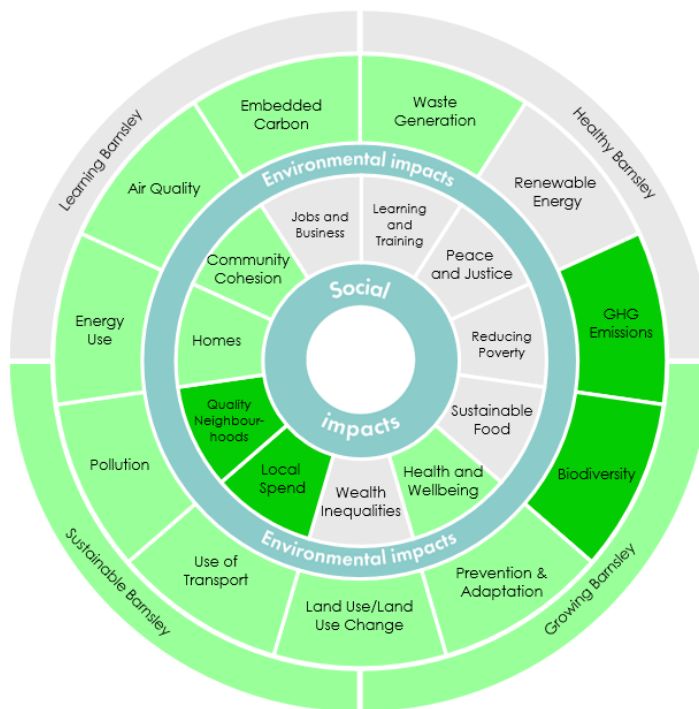 Learning Barnsley
Healthy Barnsley
Sustainable Barnsley
Growing Barnsley
Embedded
Carbon
Waste
Generation
Renewable
Energy
GHG
Emissions
Biodiversity
Prevention &
Adaptation
Land Use/Land
Use Change
Use of
Transport
Pollution
Energy
Use
Air Quality
Environmental impacts
Environmental impacts
Jobs and
Business
Learning
and
Training
Peace
and Justice
Reducing
Poverty
Sustainable
Food
Health and
Wellbeing
Wealth
Inequalities
Local
Spend
Quality
Neighbour-
hoods
Homes
Community
Cohesion
Social
impacts